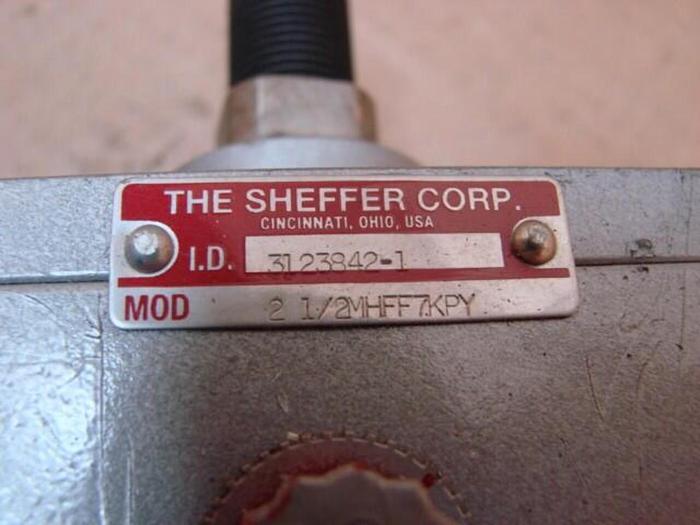 THE SHEFFER CORP.
CINCINNATI, OHIO, USA
I.D. 3123842-1
MOD 2 1/2MHFF7KPY